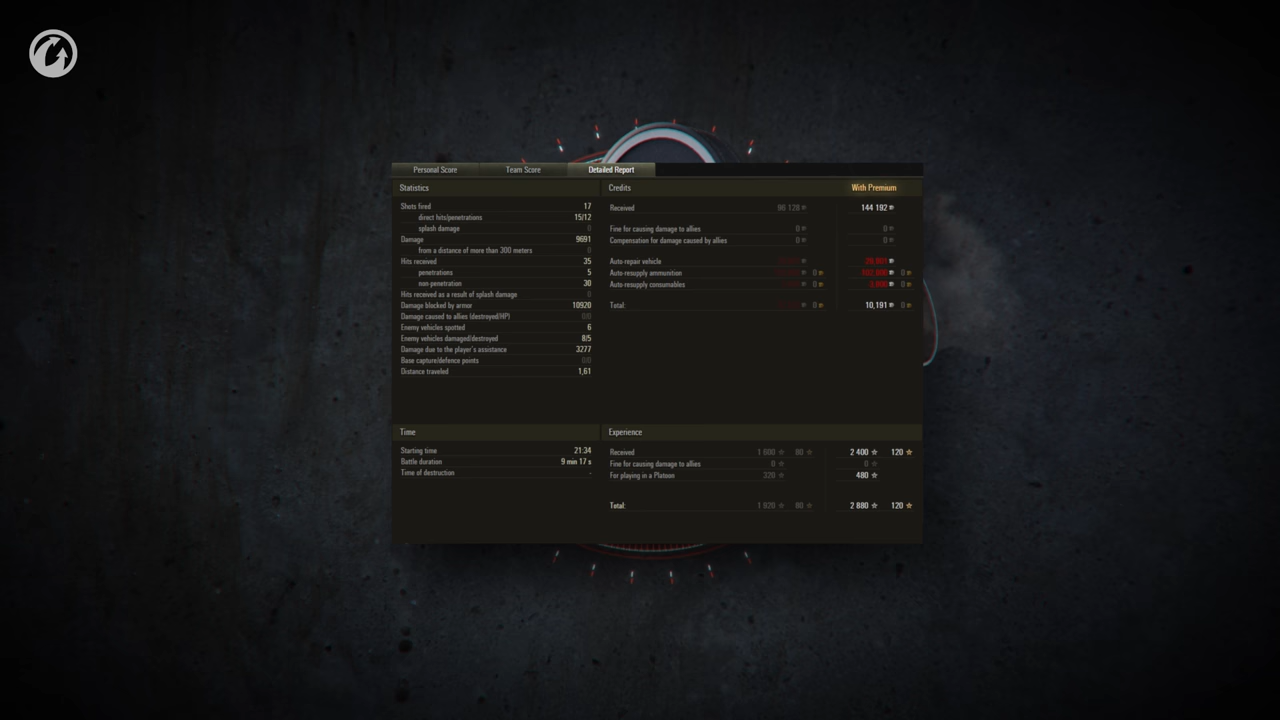 Personal Score Team Score Detailed Report
Statistics
Shots fired 17
direct hits/penetrations 15/12
splash damage 0
Damage 9691
from a distance of more than 300 meters 0
Hits received 35
penetrations 5
non-penetration 30
Hits received as a result of splash damage 0
Damage blocked by armor 10920
Damage caused to allies (destroyed/HP) 0/0
Enemy vehicles spotted 6
Enemy vehicles damaged/destroyed 8/5
Damage due to the player's assistance 3277
Base capture/defence points 0/0
Distance traveled 1,61
Credits With Premium
Received 96 128 144 192
Fine for causing damage to allies 0 0
Compensation for damage caused by allies 0 0
Auto-repair vehicle
Auto-resupply ammunition 0 0
Auto-resupply consumables 0 0
Total: 0 10,191 0
Time
Starting time 21:34
Battle duration 9 min 17 s
Time of destruction -
Experience
Received 1 600 80 2 400 120
Fine for causing damage to allies 0 0
For playing in a Platoon 320 480
Total: 1 920 80 2 880 120